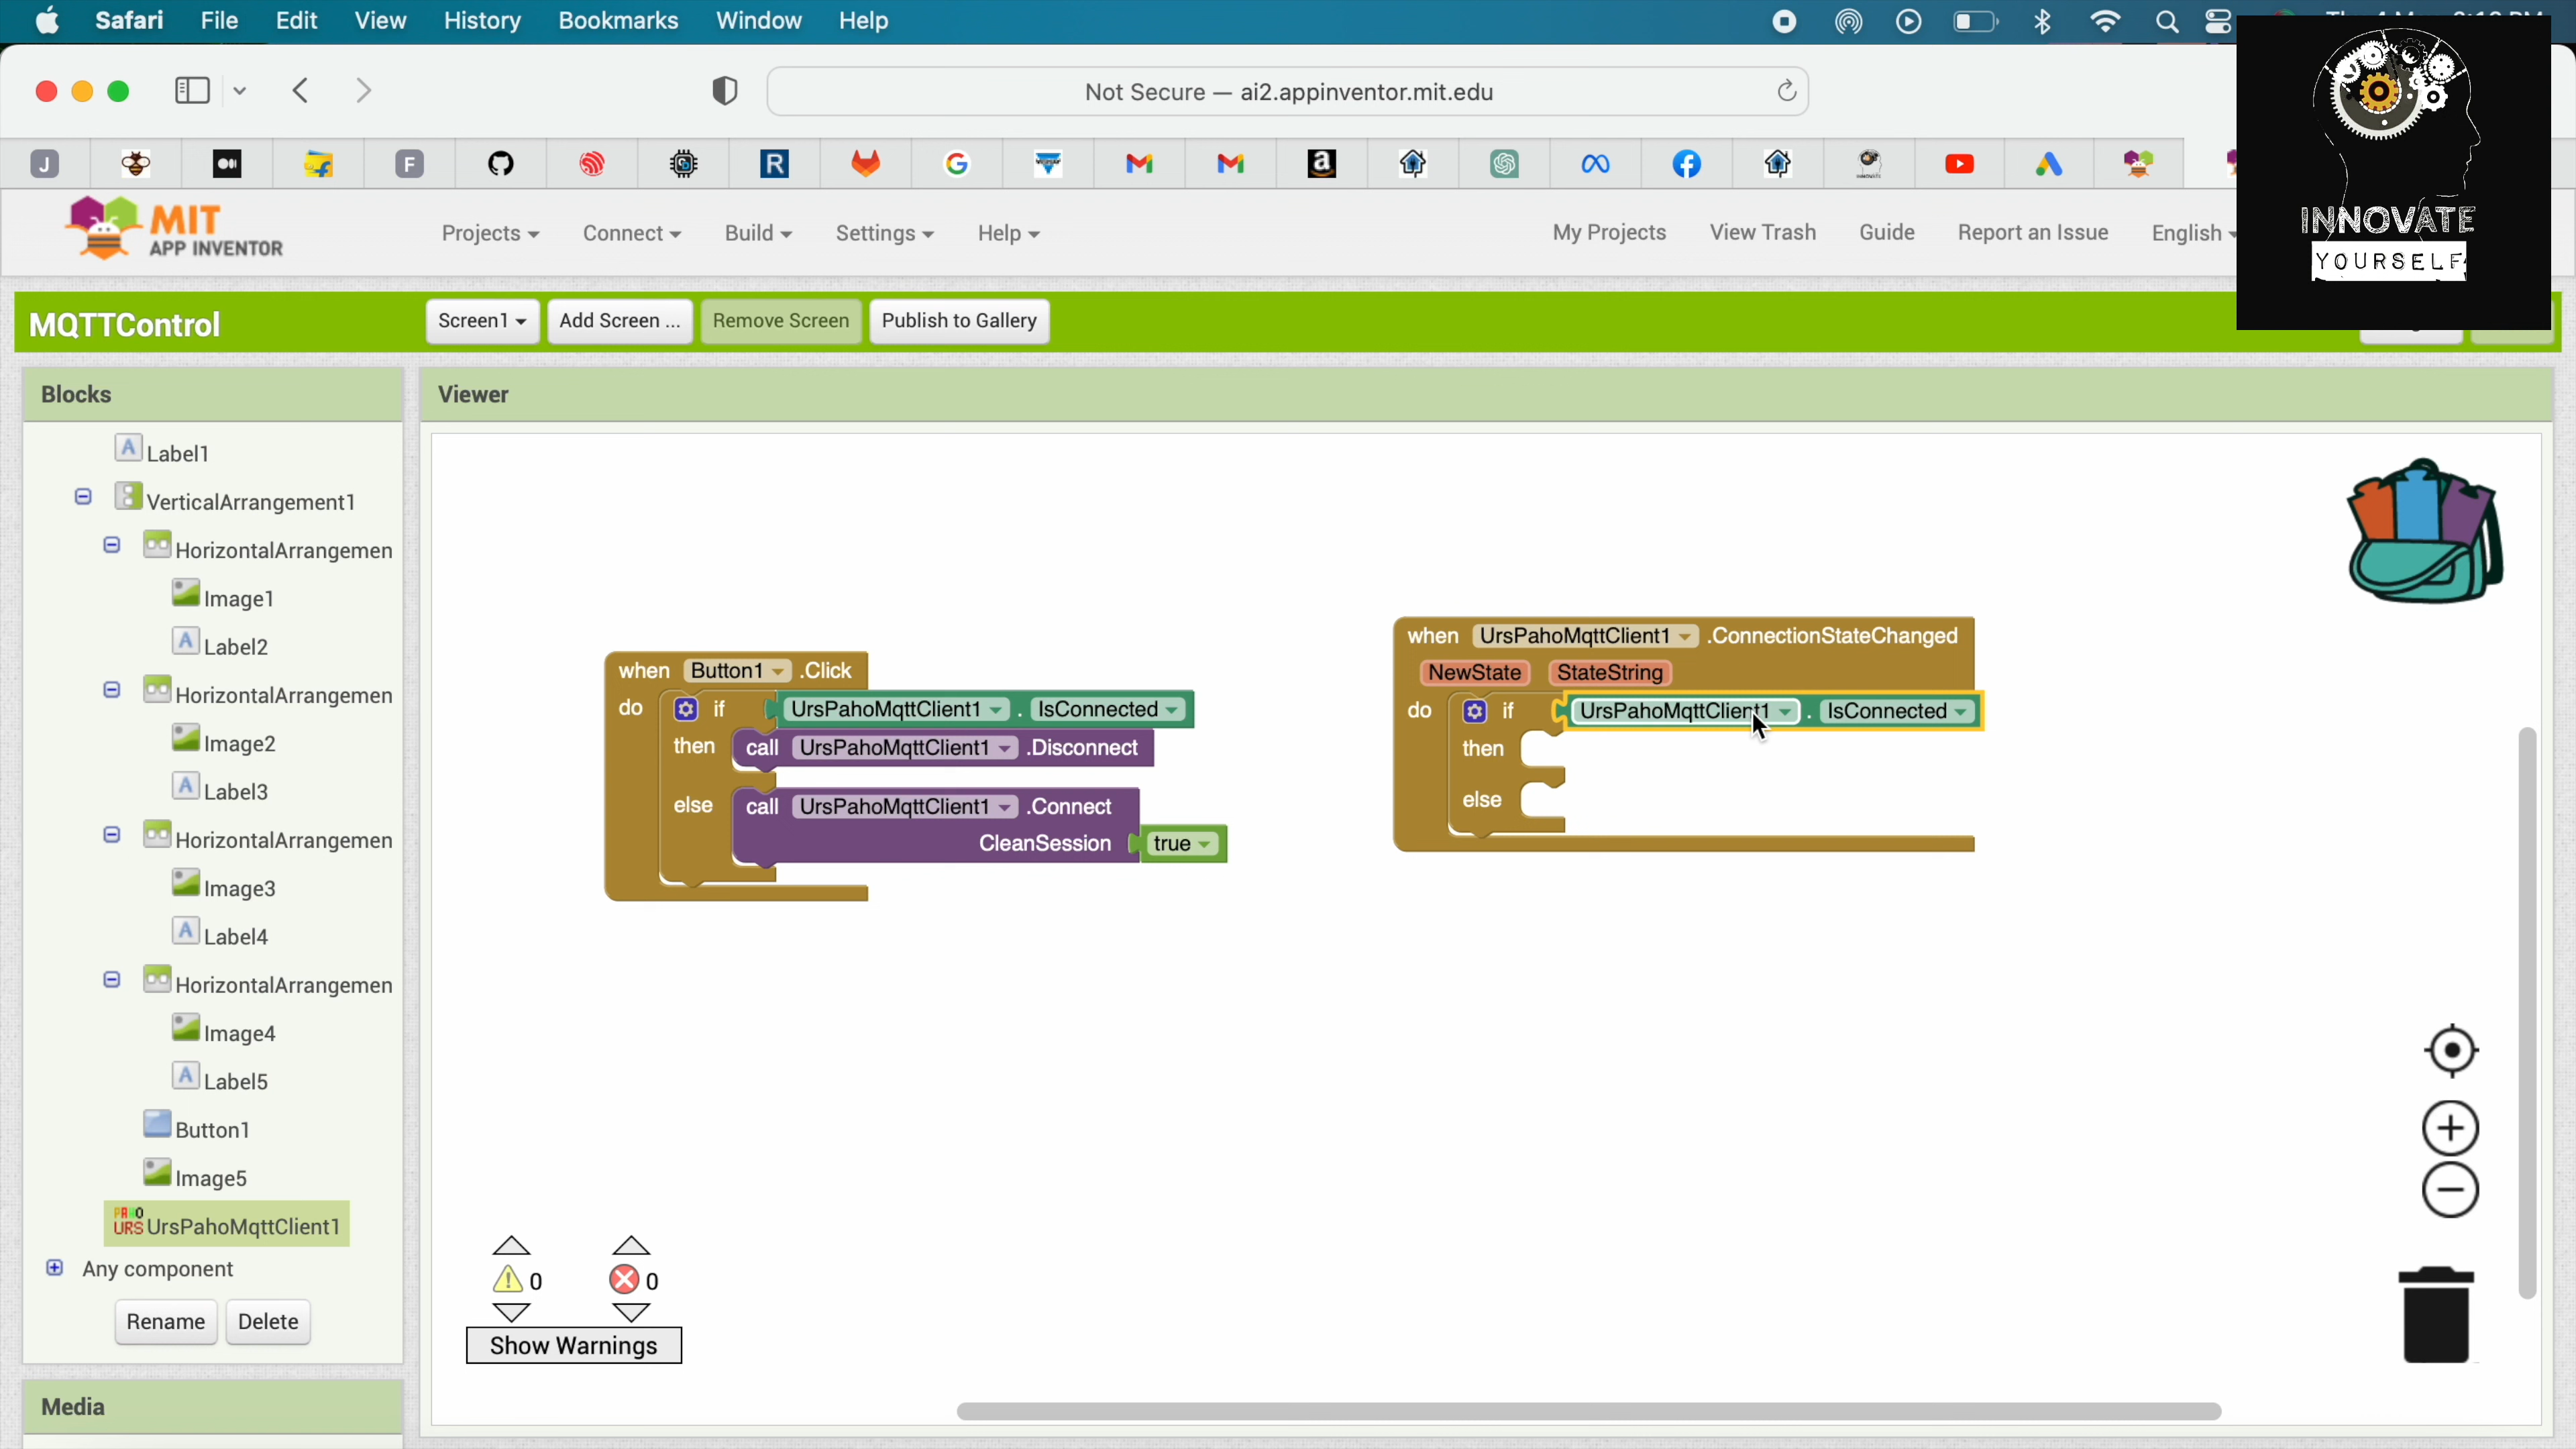 Safari File Edit View History Bookmarks Window Help
Not Secure — ai2.appinventor.mit.edu
J F R G a
MIT
APP INVENTOR
Projects Connect Build Settings Help My Projects View Trash Guide Report an Issue English
INNOVATE
YOURSELF
MQTTControl Screen1 Add Screen ... Remove Screen Publish to Gallery
Blocks
Viewer
Label1
VerticalArrangement1
HorizontalArrangemen
Image1
Label2
HorizontalArrangemen
Image2
Label3
HorizontalArrangemen
Image3
Label4
HorizontalArrangemen
Image4
Label5
Button1
Image5
PAHO
URS UrsPahoMqttClient1
Any component
Rename Delete
Media
when Button1 .Click
do if UrsPahoMqttClient1 . IsConnected
then call UrsPahoMqttClient1 .Disconnect
else call UrsPahoMqttClient1 .Connect
CleanSession true
when UrsPahoMqttClient1 .ConnectionStateChanged
NewState StateString
do if UrsPahoMqttClient1 . IsConnected
then
else
0 0
Show Warnings